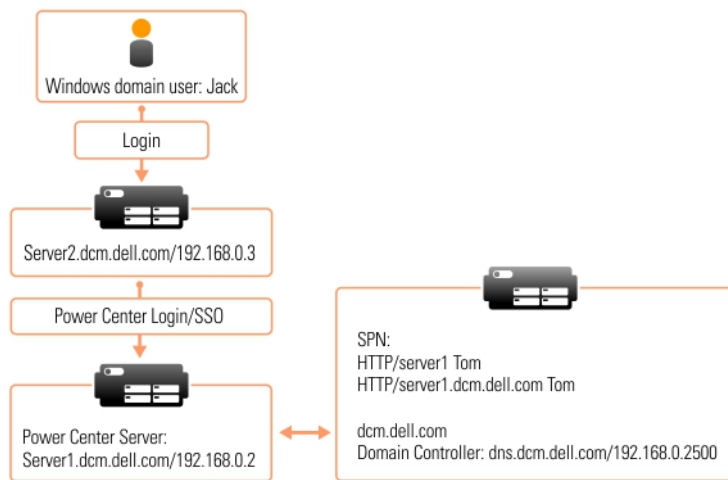 Windows domain user: Jack
Login
Server2.dcm.dell.com/192.168.0.3
Power Center Login/SSO
Power Center Server:
Server1.dcm.dell.com/192.168.0.2
SPN:
HTTP/server1 Tom
HTTP/server1.dcm.dell.com Tom
dcm.dell.com
Domain Controller: dns.dcm.dell.com/192.168.0.2500